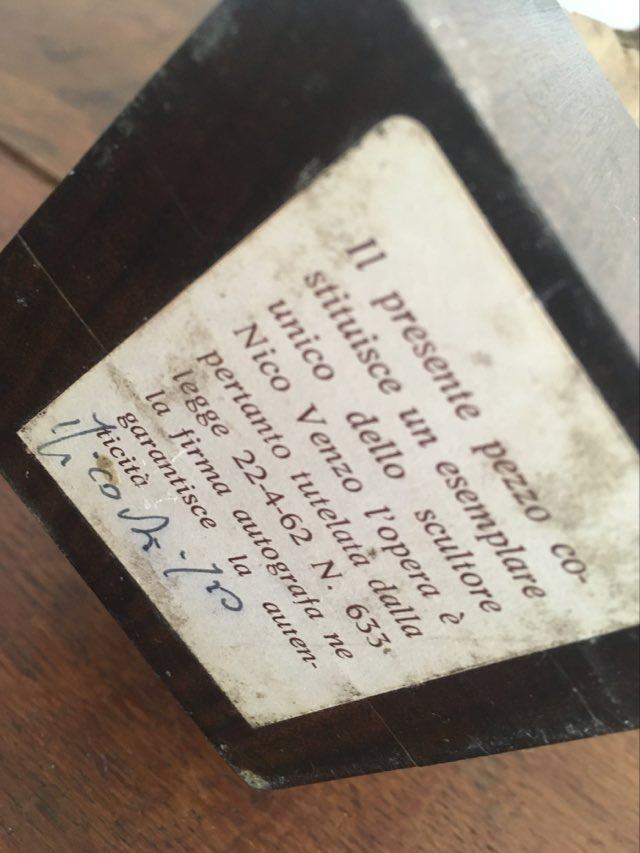 Il presente pezzo co-
stituisce un esemplare
unico dello scultore
Nico Venzo l'opera è
pertanto tutelata dalla
legge 22-4-62 N. 633
la firma autografa ne
garantisce la auten-
ticità